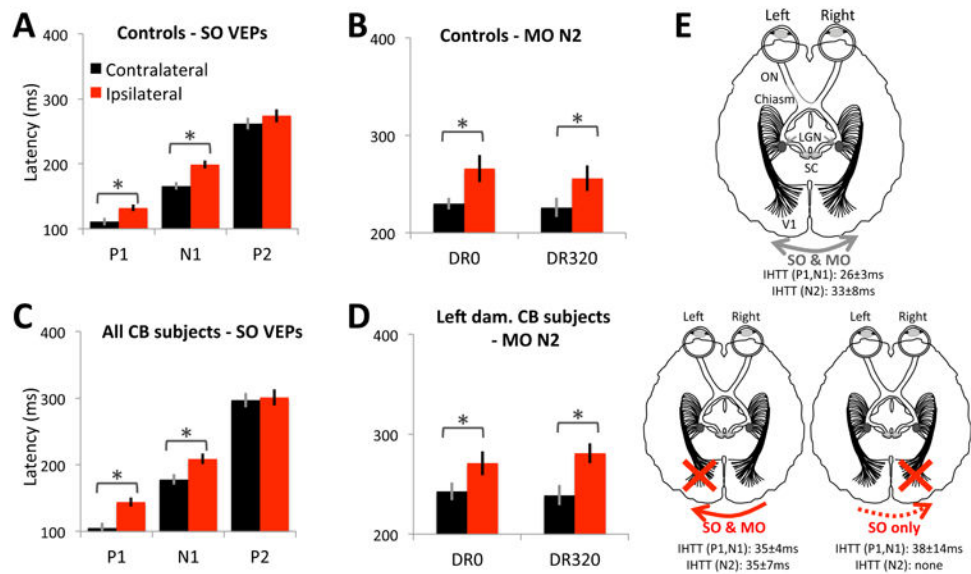 A
Controls - SO VEPs
400
300
200
100
Latency (ms)
Contralateral
Ipsilateral
*
*
P1
N1
P2
B
Controls - MO N2
400
300
200
*
*
DR0
DR320
C
All CB subjects - SO VEPs
400
300
200
100
Latency (ms)
*
*
P1
N1
P2
D
Left dam. CB subjects
- MO N2
400
300
200
*
*
DR0
DR320
E
Left
Right
ON
Chiasm
LGN
SC
V1
SO & MO
IHTT (P1,N1): 26±3ms
IHTT (N2): 33±8ms
Left
Right
SO & MO
IHTT (P1,N1): 35±4ms
IHTT (N2): 35±7ms
Left
Right
SO only
IHTT (P1,N1): 38±14ms
IHTT (N2): none